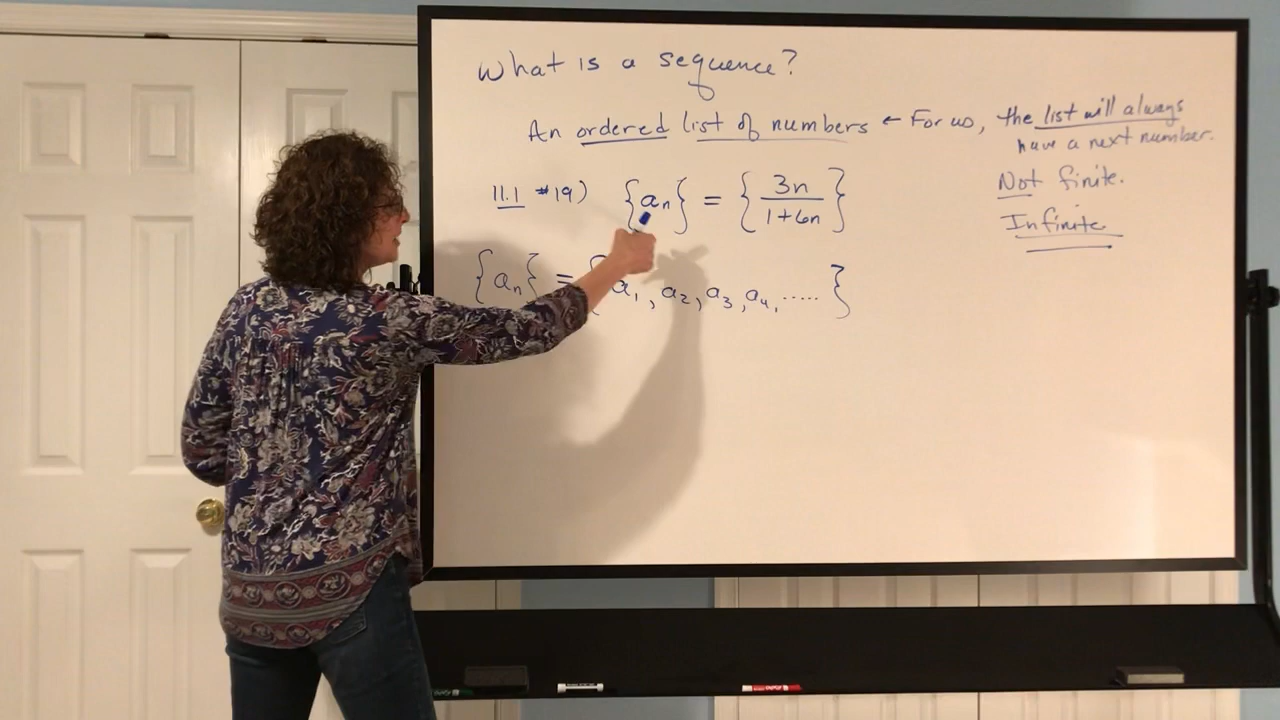 What is a sequence?
An ordered list of numbers ← For us, the list will always
have a next number.
Not finite.
Infinite
11.1 #19) {aₙ} = { 3n / 1+6n }
{aₙ} = { a₁, a₂, a₃, a₄, ..... }